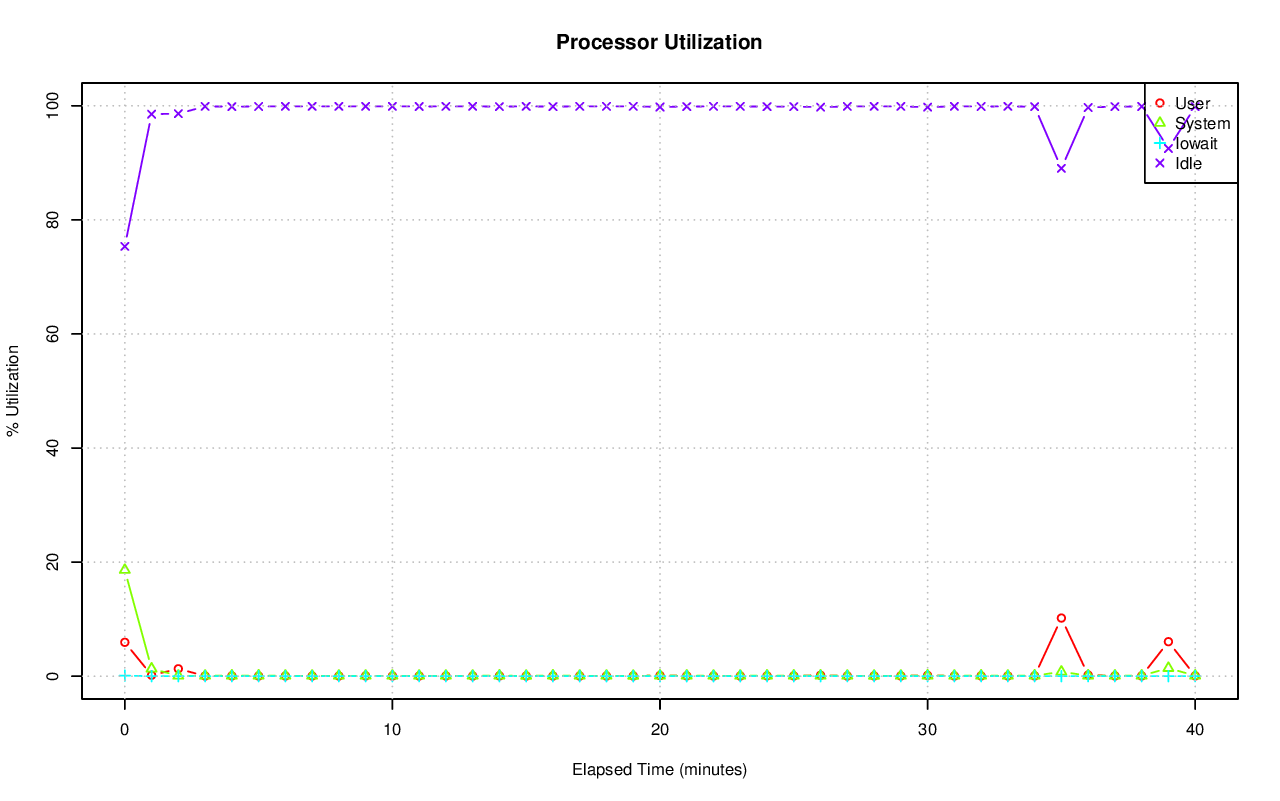 Processor Utilization
% Utilization
100
80
60
40
20
0
User
System
Iowait
Idle
0 10 20 30 40
Elapsed Time (minutes)